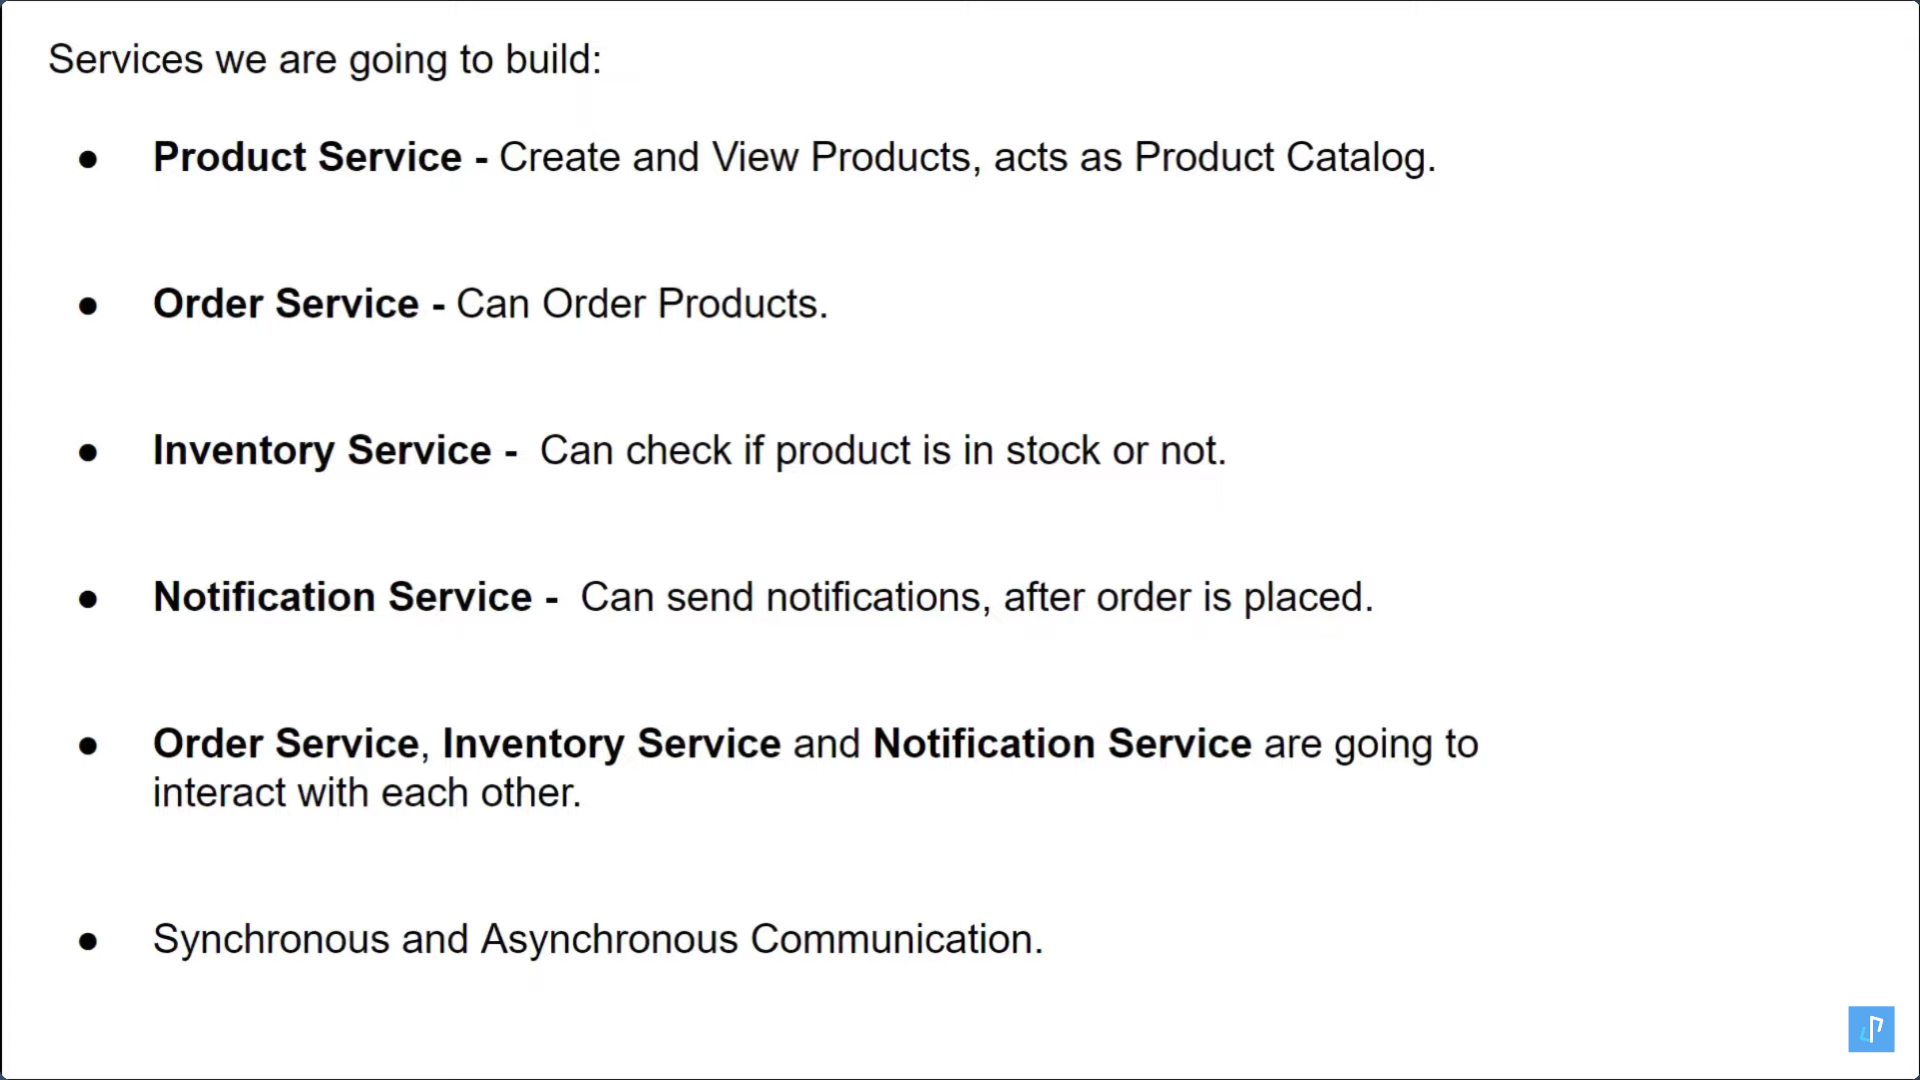 Services we are going to build:
● Product Service - Create and View Products, acts as Product Catalog.
● Order Service - Can Order Products.
● Inventory Service -  Can check if product is in stock or not.
● Notification Service -  Can send notifications, after order is placed.
● Order Service, Inventory Service and Notification Service are going to
interact with each other.
● Synchronous and Asynchronous Communication.